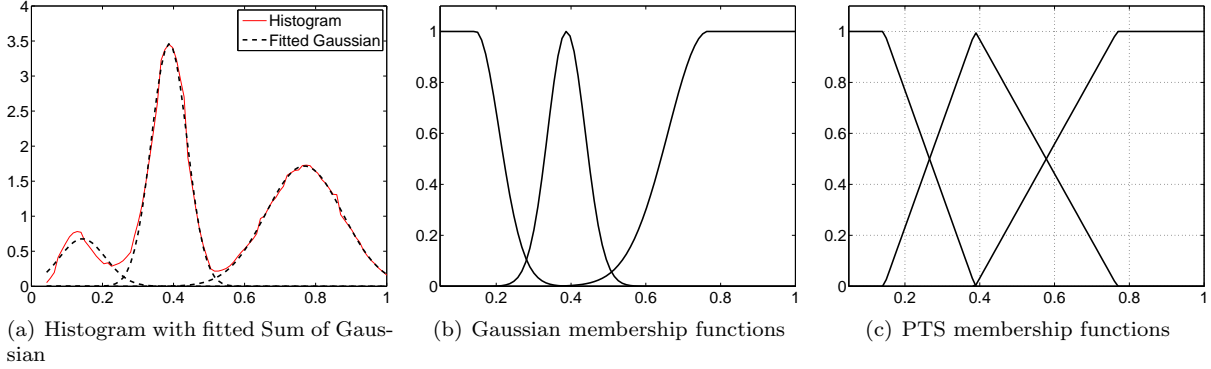 4
3.5
3
2.5
2
1.5
1
0.5
0
0 0.2 0.4 0.6 0.8 1
Histogram
Fitted Gaussian
(a) Histogram with fitted Sum of Gaus-
sian
1
0.8
0.6
0.4
0.2
0
0.2 0.4 0.6 0.8 1
(b) Gaussian membership functions
1
0.8
0.6
0.4
0.2
0
0.2 0.4 0.6 0.8 1
(c) PTS membership functions